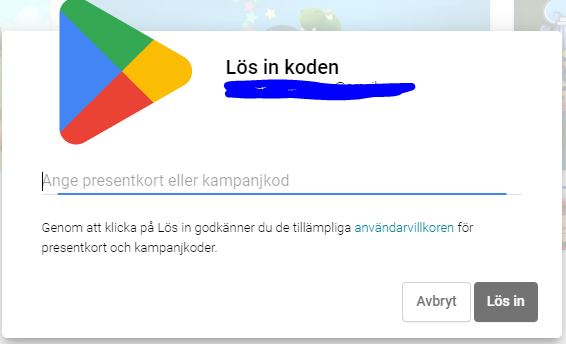 Lös in koden
Ange presentkort eller kampanjkod
Genom att klicka på Lös in godkänner du de tillämpliga användarvillkoren för
presentkort och kampanjkoder.
Avbryt
Lös in